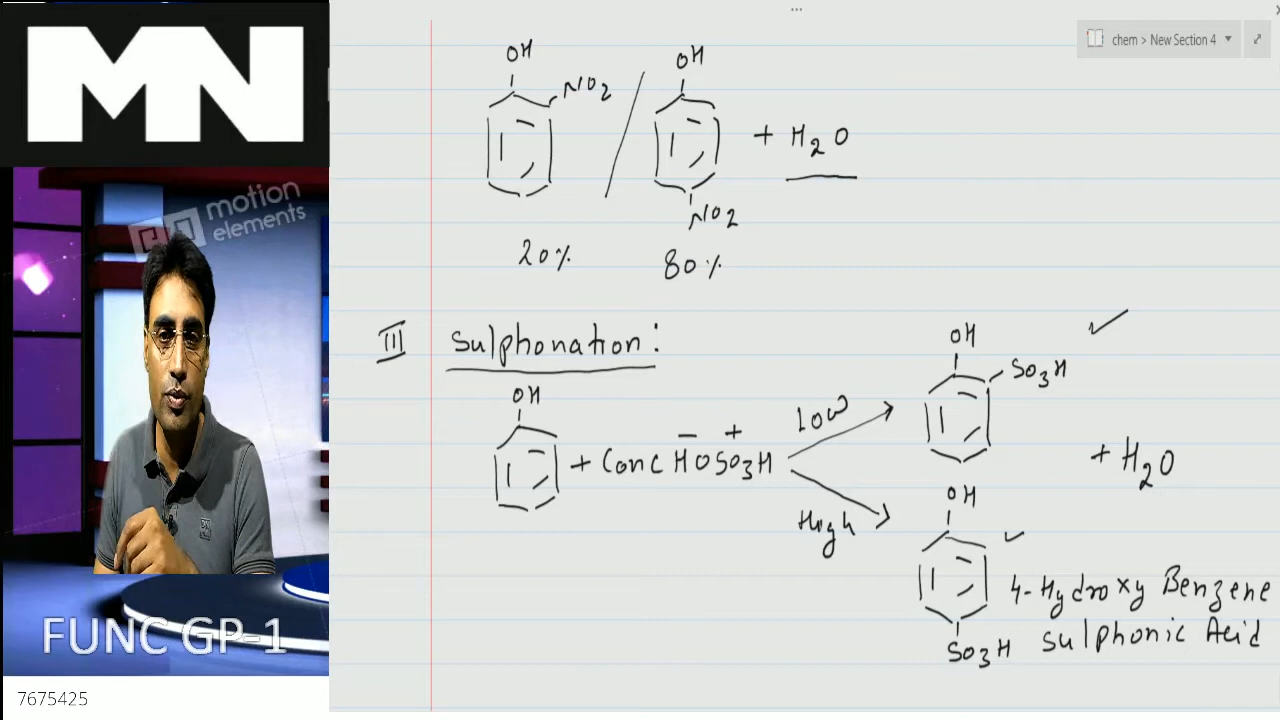 MN
motion
elements
FUNC GP-1
7675425
chem > New Section 4
OH
NO2
OH
NO2
+ H2O
20%
80%
III Sulphonation:
OH
+ Conc HOSO3H
− +
Low
High
OH
SO3H
+ H2O
OH
SO3H
4-Hydroxy Benzene
Sulphonic Acid